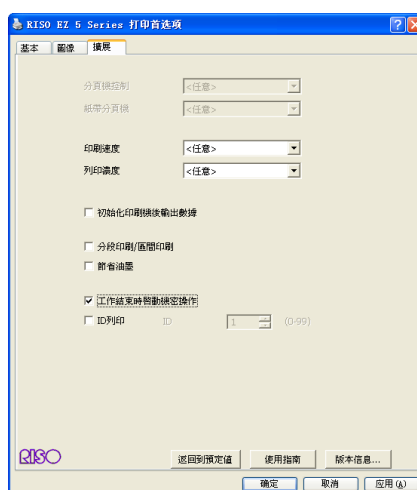 RISO EZ 5 Series 打印首选项
基本 圖像 擴展
分頁機控制 <任意>
紙帶分頁機 <任意>
印刷速度 <任意>
列印濃度 <任意>
初始化印刷機後輸出數據
分段印刷/區間印刷
節省油墨
工作結束時啓動機密操作
ID列印 ID 1 (0-99)
RISO 返回到預定値 使用指南 版本信息...
确定 取消 应用(A)